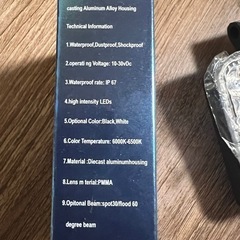 casting Aluminum Alloy Housing
Technical Information
1.Waterproof,Dustproof,Shockproof
2.operati ng Voltage: 10-30vDc
3.Waterproof rate: IP 67
4.high intensity LEDs
5.Optional Color:Black,White
6.Color Temperature: 6000K-6500K
7.Material :Diecast aluminumhousing
8.Lens m terial:PMMA
9.Opitonal Beam:spot30/flood 60
degree beam